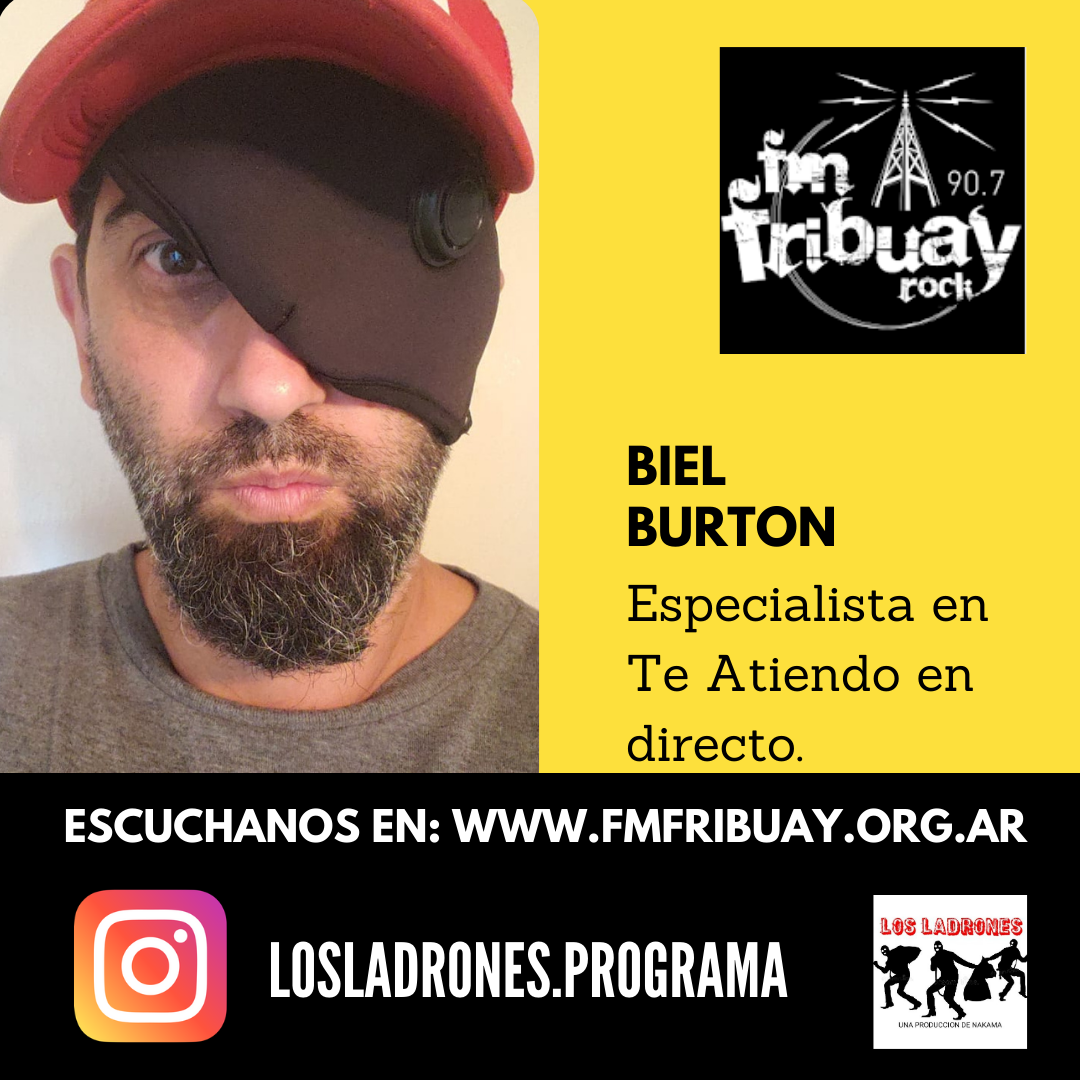 fm
90.7
fribuay
rock
BIEL
BURTON
Especialista en
Te Atiendo en
directo.
ESCUCHANOS EN: WWW.FMFRIBUAY.ORG.AR
LOSLADRONES.PROGRAMA
LOS LADRONES
UNA PRODUCCION DE NAKAMA